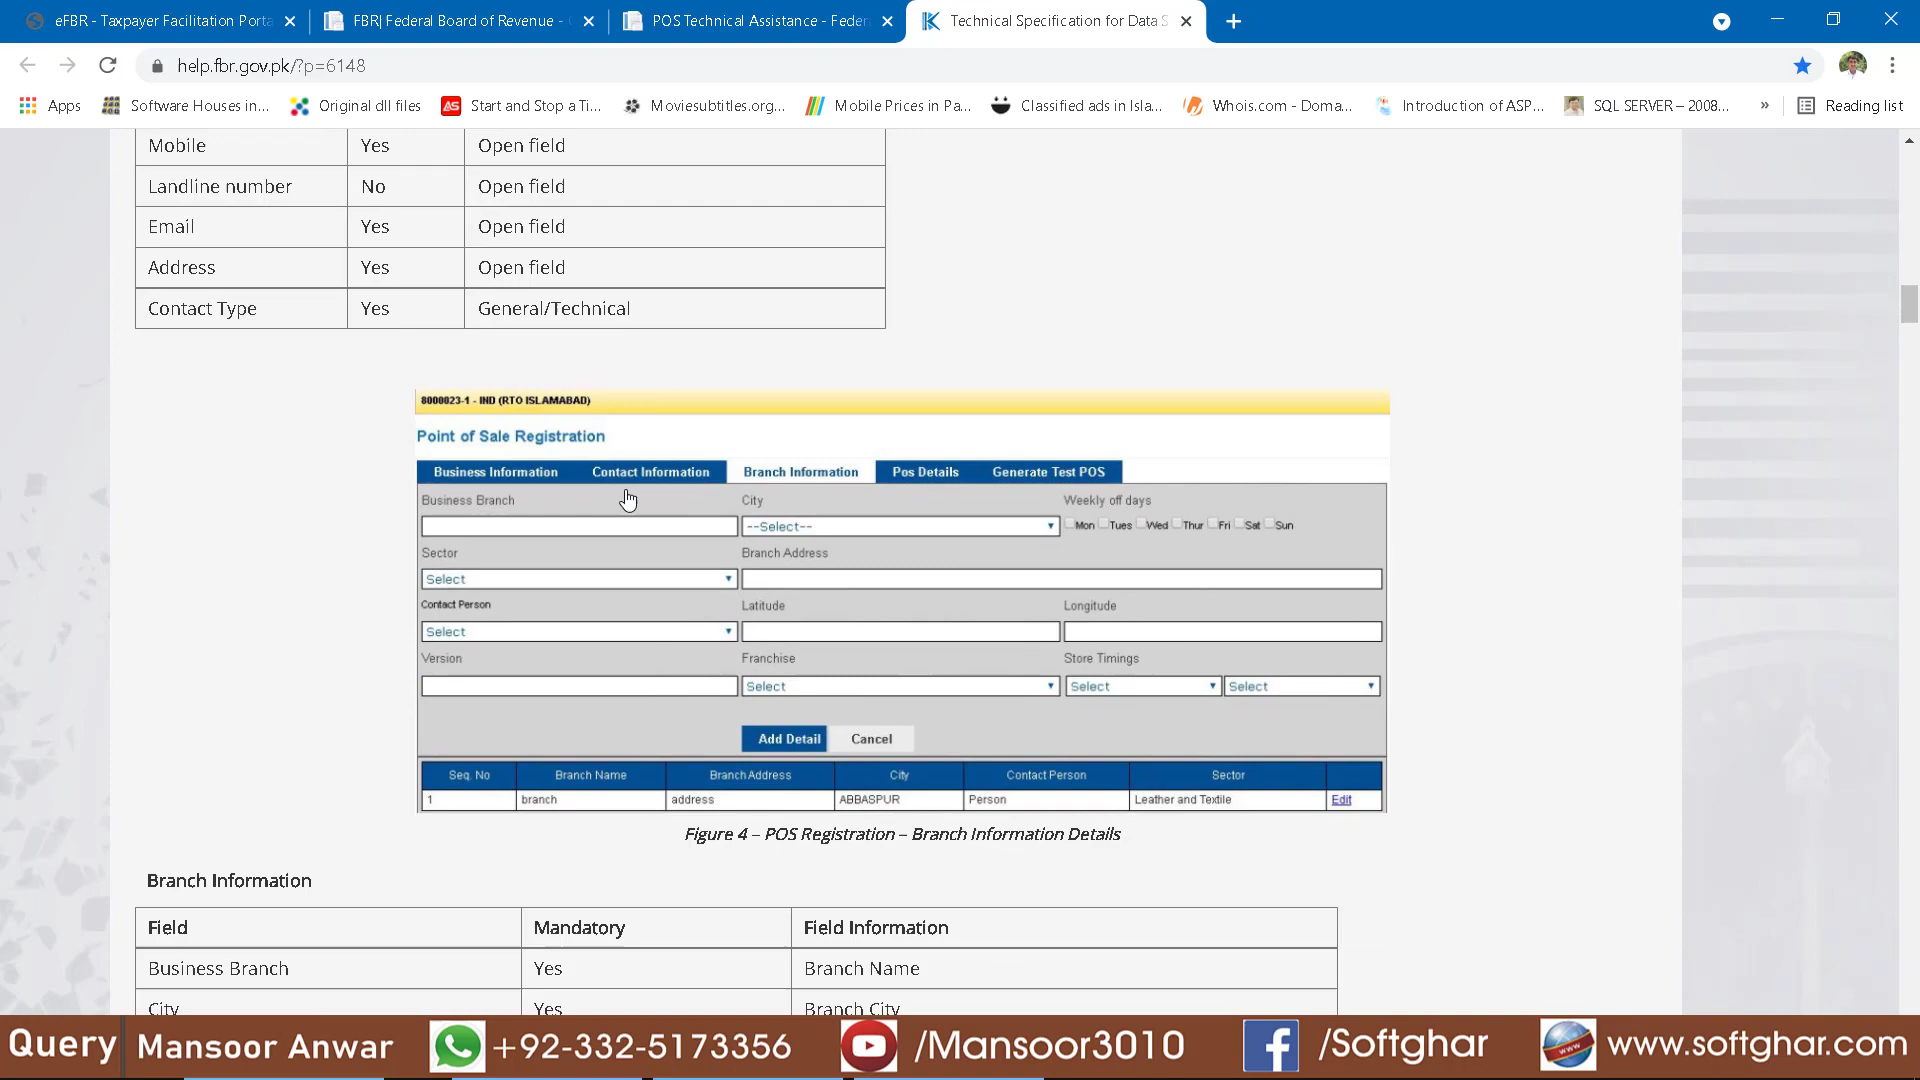 eFBR - Taxpayer Facilitation Porta
FBR| Federal Board of Revenue -
POS Technical Assistance - Feder
Technical Specification for Data S
help.fbr.gov.pk/?p=6148
Apps
Software Houses in...
Original dll files
Start and Stop a Ti...
Moviesubtitles.org...
Mobile Prices in Pa...
Classified ads in Isla...
Whois.com - Doma...
Introduction of ASP...
SQL SERVER – 2008...
»
Reading list
Mobile Yes Open field
Landline number No Open field
Email Yes Open field
Address Yes Open field
Contact Type Yes General/Technical
8000023-1 - IND (RTO ISLAMABAD)
Point of Sale Registration
Business Information Contact Information Branch Information Pos Details Generate Test POS
Business Branch City Weekly off days
--Select-- Mon Tues Wed Thur Fri Sat Sun
Sector Branch Address
Select
Contact Person Latitude Longitude
Select
Version Franchise Store Timings
Select Select Select
Add Detail Cancel
Seq. No Branch Name Branch Address City Contact Person Sector
1 branch address ABBASPUR Person Leather and Textile Edit
Figure 4 – POS Registration – Branch Information Details
Branch Information
Field Mandatory Field Information
Business Branch Yes Branch Name
City Yes Branch City
Query Mansoor Anwar +92-332-5173356 /Mansoor3010 /Softghar www.softghar.com